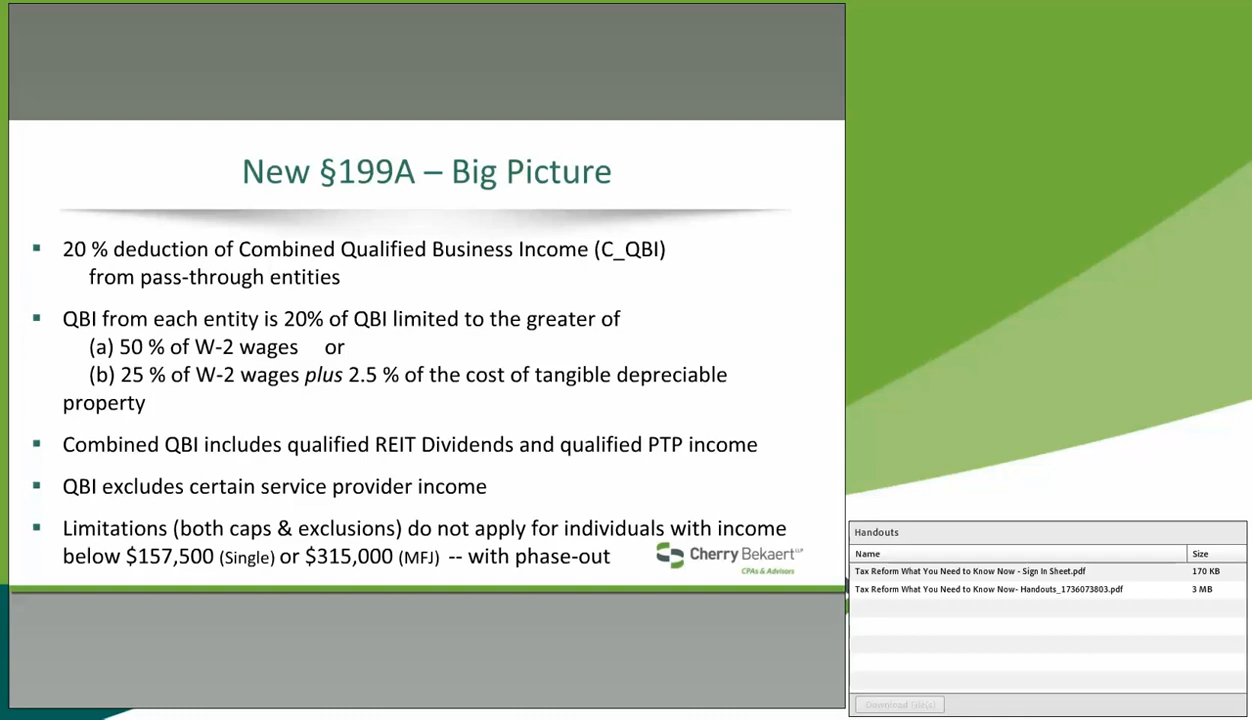 New §199A – Big Picture
▪ 20 % deduction of Combined Qualified Business Income (C_QBI)
from pass-through entities
▪ QBI from each entity is 20% of QBI limited to the greater of
(a) 50 % of W-2 wages or
(b) 25 % of W-2 wages plus 2.5 % of the cost of tangible depreciable
property
▪ Combined QBI includes qualified REIT Dividends and qualified PTP income
▪ QBI excludes certain service provider income
▪ Limitations (both caps & exclusions) do not apply for individuals with income
below $157,500 (Single) or $315,000 (MFJ) -- with phase-out
CherryBekaert LLP
CPAs & Advisors
Handouts
Name Size
Tax Reform What You Need to Know Now - Sign In Sheet.pdf 170 KB
Tax Reform What You Need to Know Now- Handouts_1736073803.pdf 3 MB
Download File(s)